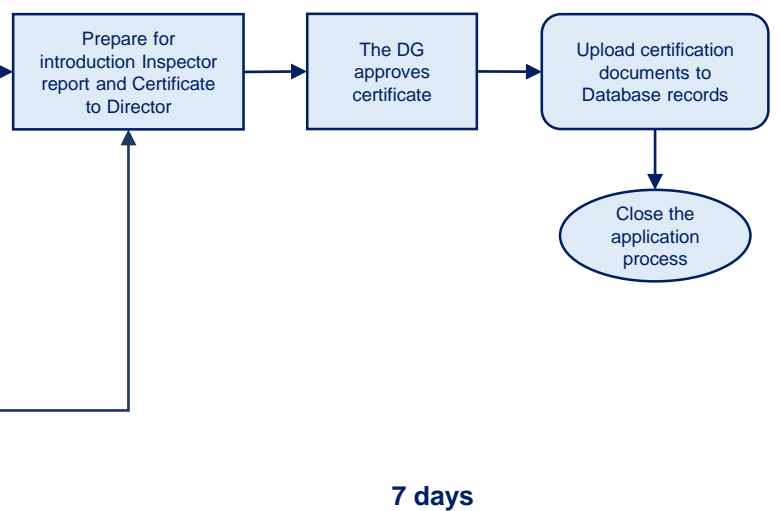 Prepare for
introduction Inspector
report and Certificate
to Director
The DG
approves
certificate
Upload certification
documents to
Database records
Close the
application
process
7 days